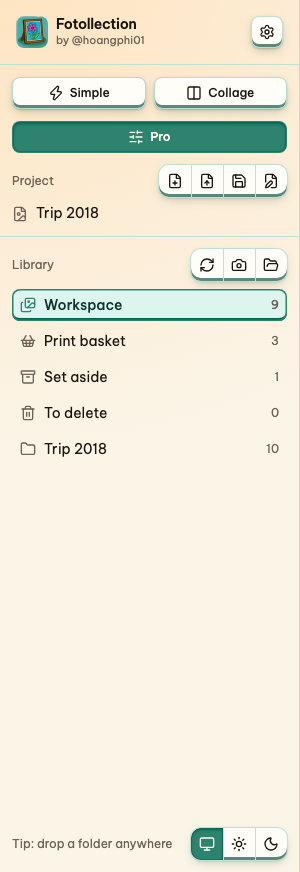 Fotollection
by @hoangphi01
Simple
Collage
Pro
Project
Trip 2018
Library
Workspace 9
Print basket 3
Set aside 1
To delete 0
Trip 2018 10
Tip: drop a folder anywhere